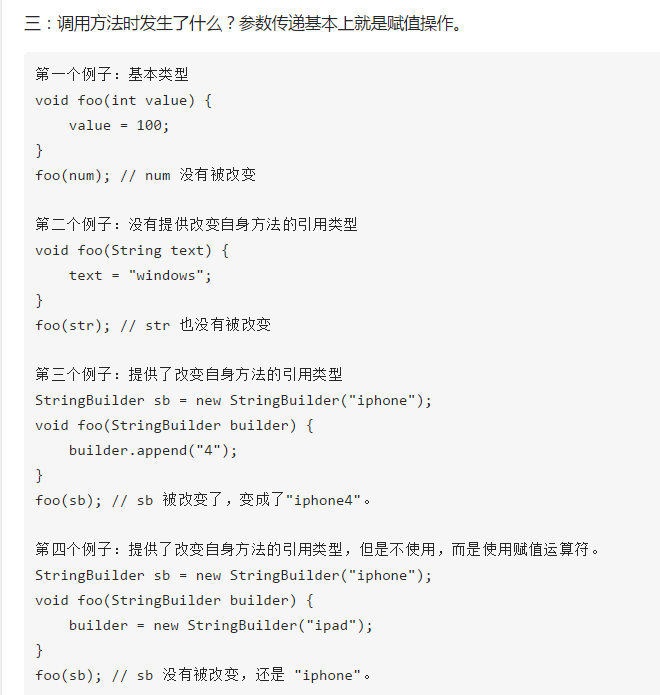 三：调用方法时发生了什么？参数传递基本上就是赋值操作。
第一个例子：基本类型
void foo(int value) {
    value = 100;
}
foo(num); // num 没有被改变

第二个例子：没有提供改变自身方法的引用类型
void foo(String text) {
    text = "windows";
}
foo(str); // str 也没有被改变

第三个例子：提供了改变自身方法的引用类型
StringBuilder sb = new StringBuilder("iphone");
void foo(StringBuilder builder) {
    builder.append("4");
}
foo(sb); // sb 被改变了，变成了"iphone4"。

第四个例子：提供了改变自身方法的引用类型，但是不使用，而是使用赋值运算符。
StringBuilder sb = new StringBuilder("iphone");
void foo(StringBuilder builder) {
    builder = new StringBuilder("ipad");
}
foo(sb); // sb 没有被改变，还是 "iphone"。